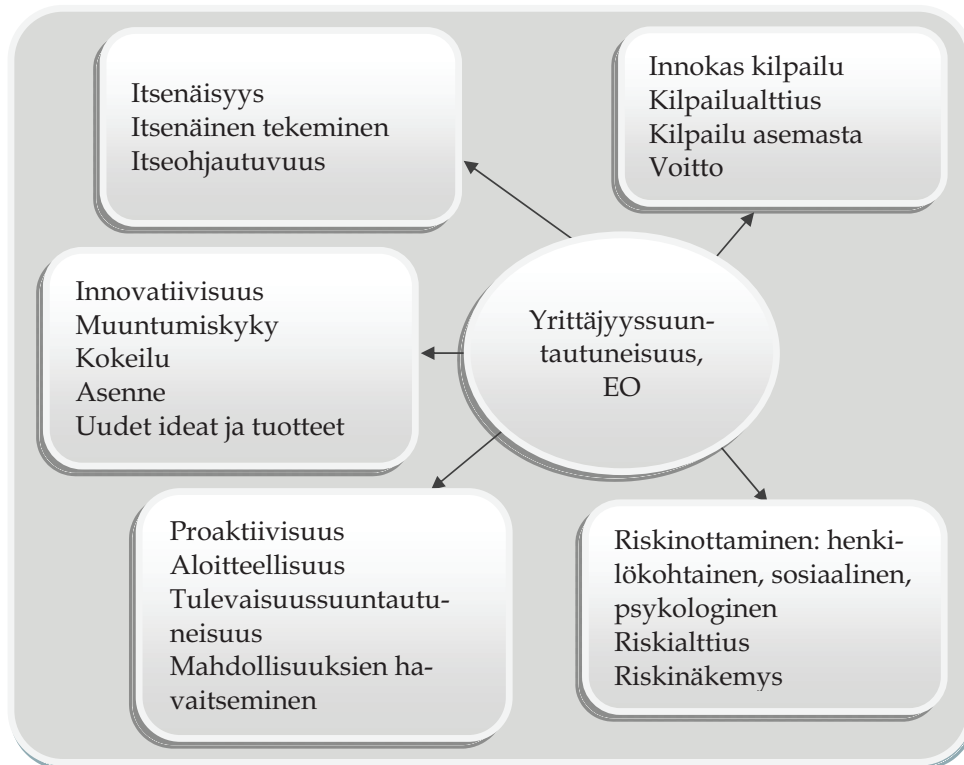 Itsenäisyys
Itsenäinen tekeminen
Itseohjautuvuus
Innokas kilpailu
Kilpailualttius
Kilpailu asemasta
Voitto
Innovatiivisuus
Muuntumiskyky
Kokeilu
Asenne
Uudet ideat ja tuotteet
Yrittäjyyssuun-
tautuneisuus,
EO
Proaktiivisuus
Aloitteellisuus
Tulevaisuussuuntautu-
neisuus
Mahdollisuuksien ha-
vaitseminen
Riskinottaminen: henki-
lökohtainen, sosiaalinen,
psykologinen
Riskialttius
Riskinäkemys